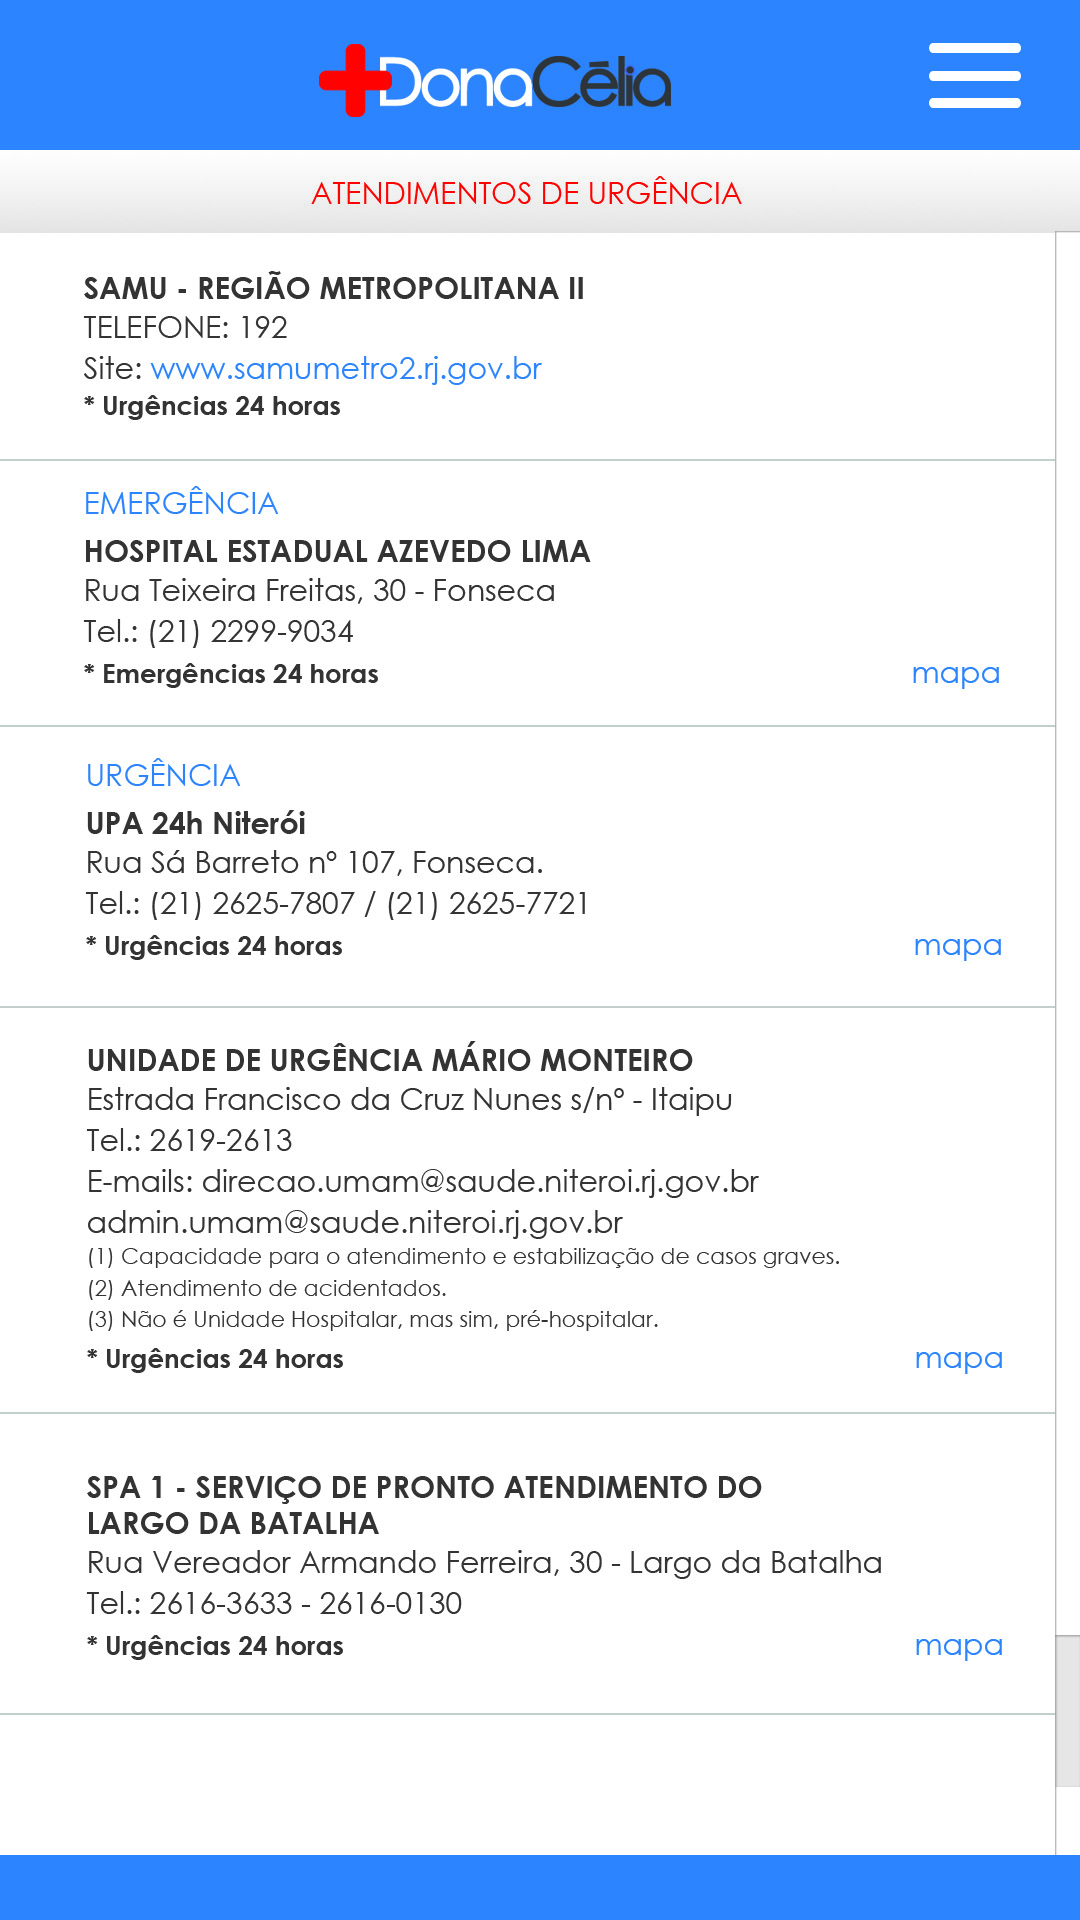 DonaCélia
ATENDIMENTOS DE URGÊNCIA
SAMU - REGIÃO METROPOLITANA II
TELEFONE: 192
Site: www.samumetro2.rj.gov.br
* Urgências 24 horas
EMERGÊNCIA
HOSPITAL ESTADUAL AZEVEDO LIMA
Rua Teixeira Freitas, 30 - Fonseca
Tel.: (21) 2299-9034
* Emergências 24 horas mapa
URGÊNCIA
UPA 24h Niterói
Rua Sá Barreto nº 107, Fonseca.
Tel.: (21) 2625-7807 / (21) 2625-7721
* Urgências 24 horas mapa
UNIDADE DE URGÊNCIA MÁRIO MONTEIRO
Estrada Francisco da Cruz Nunes s/nº - Itaipu
Tel.: 2619-2613
E-mails: direcao.umam@saude.niteroi.rj.gov.br
admin.umam@saude.niteroi.rj.gov.br
(1) Capacidade para o atendimento e estabilização de casos graves.
(2) Atendimento de acidentados.
(3) Não é Unidade Hospitalar, mas sim, pré-hospitalar.
* Urgências 24 horas mapa
SPA 1 - SERVIÇO DE PRONTO ATENDIMENTO DO
LARGO DA BATALHA
Rua Vereador Armando Ferreira, 30 - Largo da Batalha
Tel.: 2616-3633 - 2616-0130
* Urgências 24 horas mapa